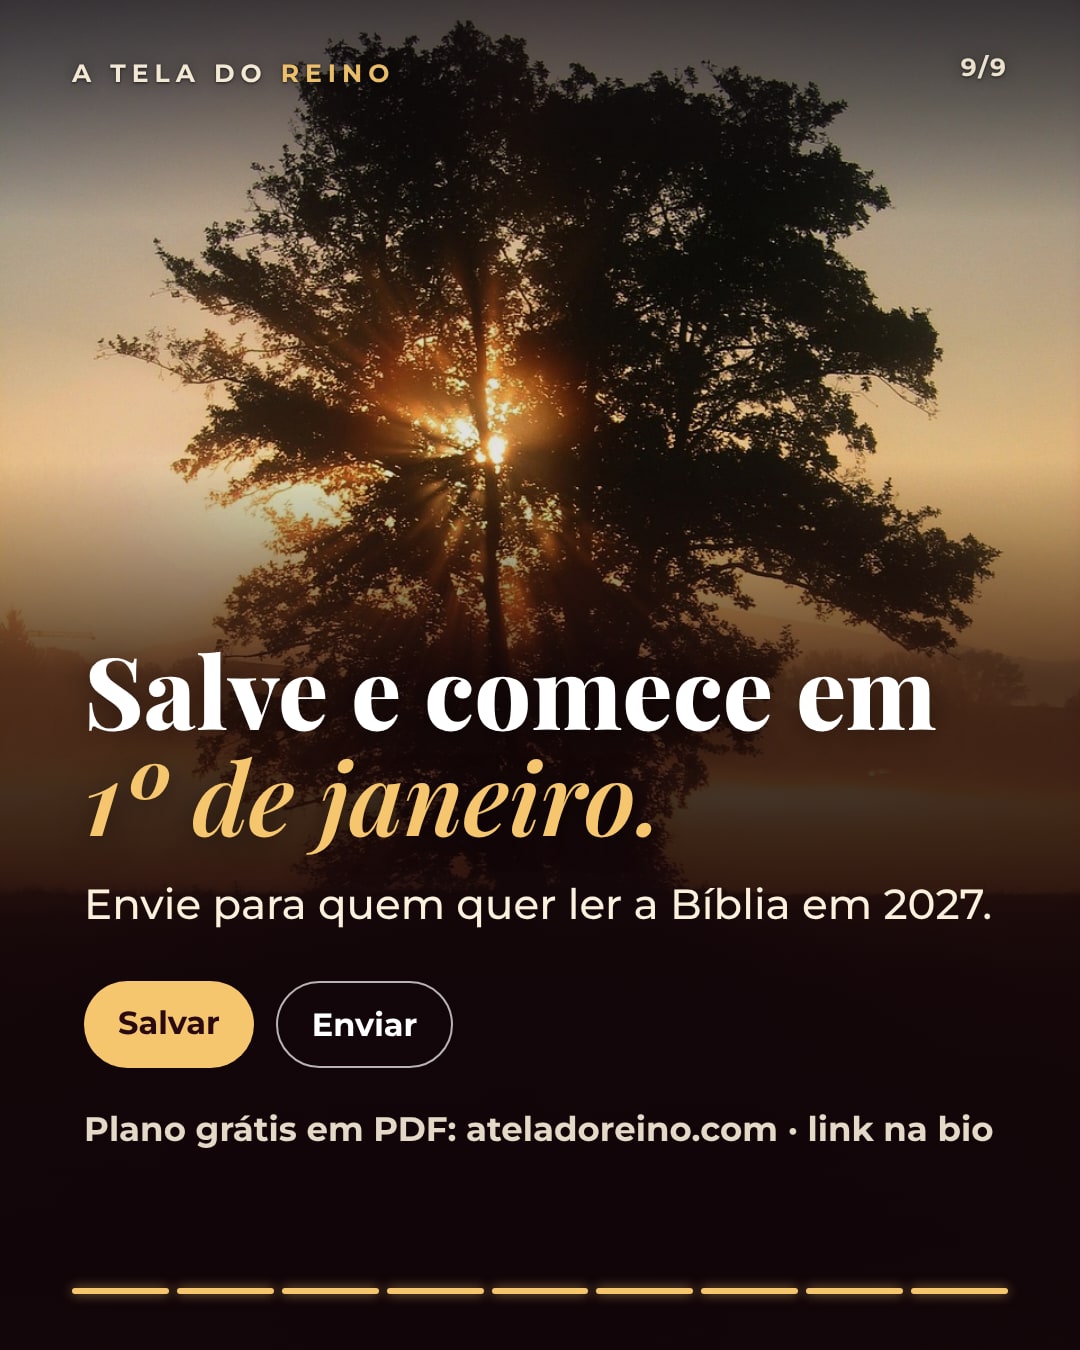 A TELA DO REINO
9/9
Salve e comece em
1º de janeiro.
Envie para quem quer ler a Bíblia em 2027.
Salvar
Enviar
Plano grátis em PDF: ateladoreino.com · link na bio